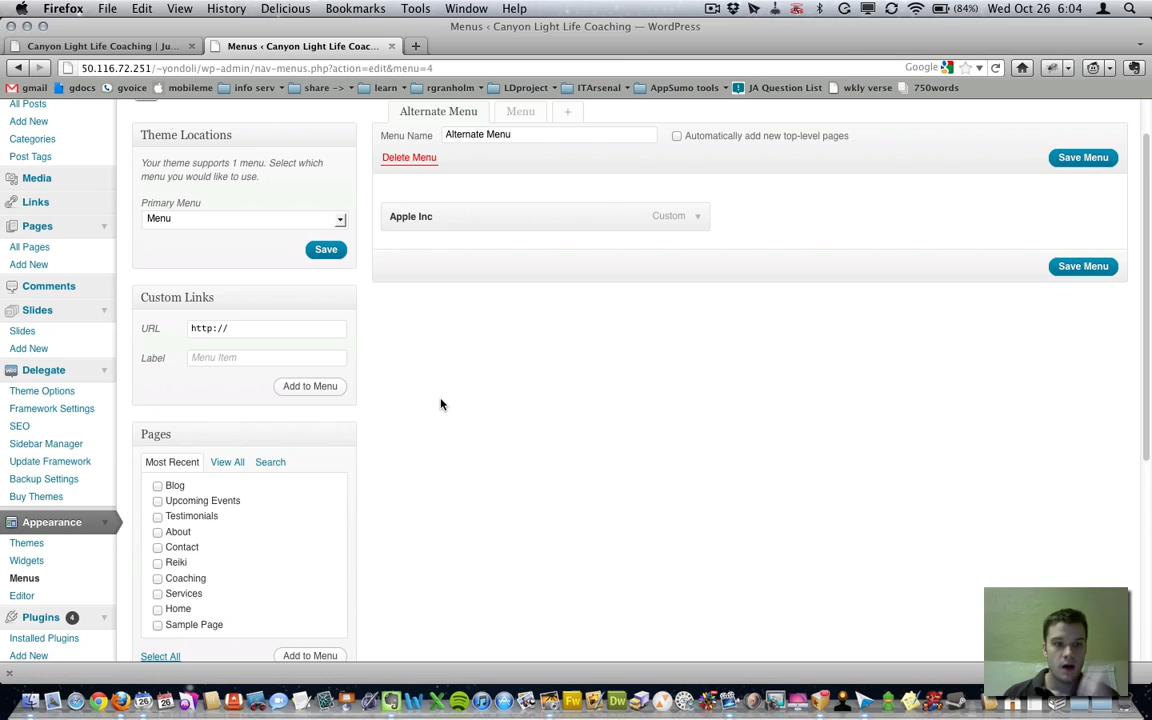 Firefox File Edit View History Delicious Bookmarks Tools Window Help (84%) Wed Oct 26 6:04
Menus ‹ Canyon Light Life Coaching — WordPress
Canyon Light Life Coaching | Ju... Menus ‹ Canyon Light Life Coac...
50.116.72.251/~yondoli/wp-admin/nav-menus.php?action=edit&menu=4 Google
gmail gdocs gvoice mobileme info serv share -> learn rgranholm LDproject ITArsenal AppSumo tools JA Question List wkly verse 750words
All Posts
Add New
Categories
Post Tags
Media
Links
Pages
All Pages
Add New
Comments
Slides
Slides
Add New
Delegate
Theme Options
Framework Settings
SEO
Sidebar Manager
Update Framework
Backup Settings
Buy Themes
Appearance
Themes
Widgets
Menus
Editor
Plugins 4
Installed Plugins
Add New
Theme Locations
Your theme supports 1 menu. Select which
menu you would like to use.
Primary Menu
Menu
Save
Custom Links
URL http://
Label Menu Item
Add to Menu
Pages
Most Recent View All Search
Blog
Upcoming Events
Testimonials
About
Contact
Reiki
Coaching
Services
Home
Sample Page
Select All Add to Menu
Alternate Menu Menu +
Menu Name Alternate Menu Automatically add new top-level pages
Delete Menu Save Menu
Apple Inc Custom
Save Menu